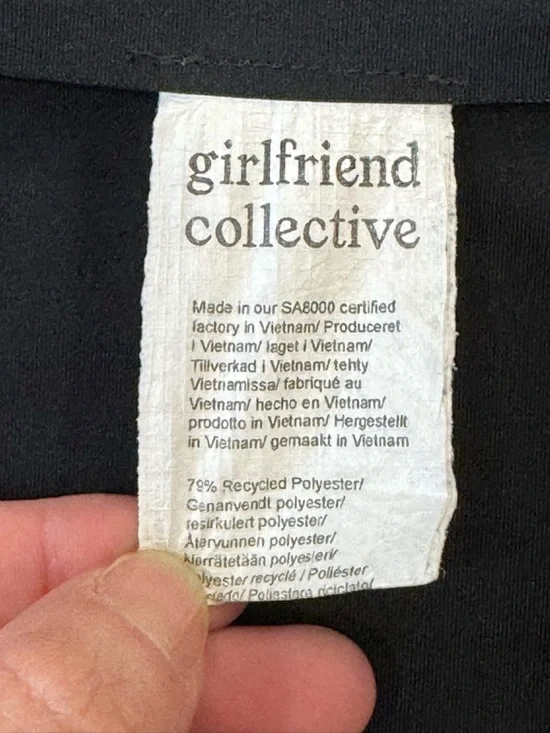 girlfriend
collective
Made in our SA8000 certified
factory in Vietnam/ Produceret
i Vietnam/ laget i Vietnam/
Tillverkad i Vietnam/ tehty
Vietnamissa/ fabriqué au
Vietnam/ hecho en Vietnam/
prodotto in Vietnam/ Hergestellt
in Vietnam/ gemaakt in Vietnam
79% Recycled Polyester/
Genanvendt polyester/
resirkulert polyester/
Återvunnen polyester/
kierrätetään polyesteri/
recyclé / Poliéster